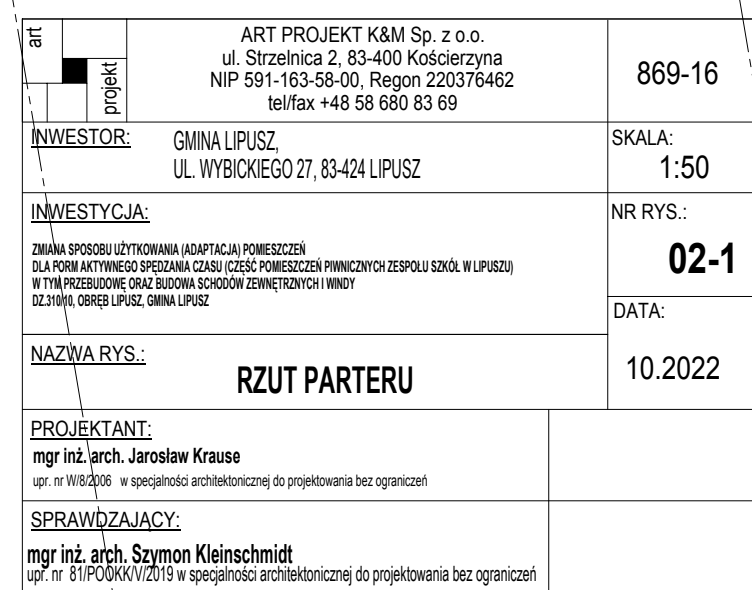 art
projekt
ART PROJEKT K&M Sp. z o.o.
ul. Strzelnica 2, 83-400 Kościerzyna
NIP 591-163-58-00, Regon 220376462
tel/fax +48 58 680 83 69
869-16
INWESTOR:
GMINA LIPUSZ,
UL. WYBICKIEGO 27, 83-424 LIPUSZ
SKALA:
1:50
INWESTYCJA:
ZMIANA SPOSOBU UŻYTKOWANIA (ADAPTACJA) POMIESZCZEŃ
DLA FORM AKTYWNEGO SPĘDZANIA CZASU (CZĘŚĆ POMIESZCZEŃ PIWNICZNYCH ZESPOŁU SZKÓŁ W LIPUSZU)
W TYM PRZEBUDOWĘ ORAZ BUDOWA SCHODÓW ZEWNĘTRZNYCH I WINDY
DZ.310/10, OBRĘB LIPUSZ, GMINA LIPUSZ
NR RYS.:
02-1
DATA:
10.2022
NAZWA RYS.:
RZUT PARTERU
PROJEKTANT:
mgr inż. arch. Jarosław Krause
upr. nr W/8/2006 w specjalności architektonicznej do projektowania bez ograniczeń
SPRAWDZAJĄCY:
mgr inż. arch. Szymon Kleinschmidt
upr. nr 81/POOKK/V/2019 w specjalności architektonicznej do projektowania bez ograniczeń